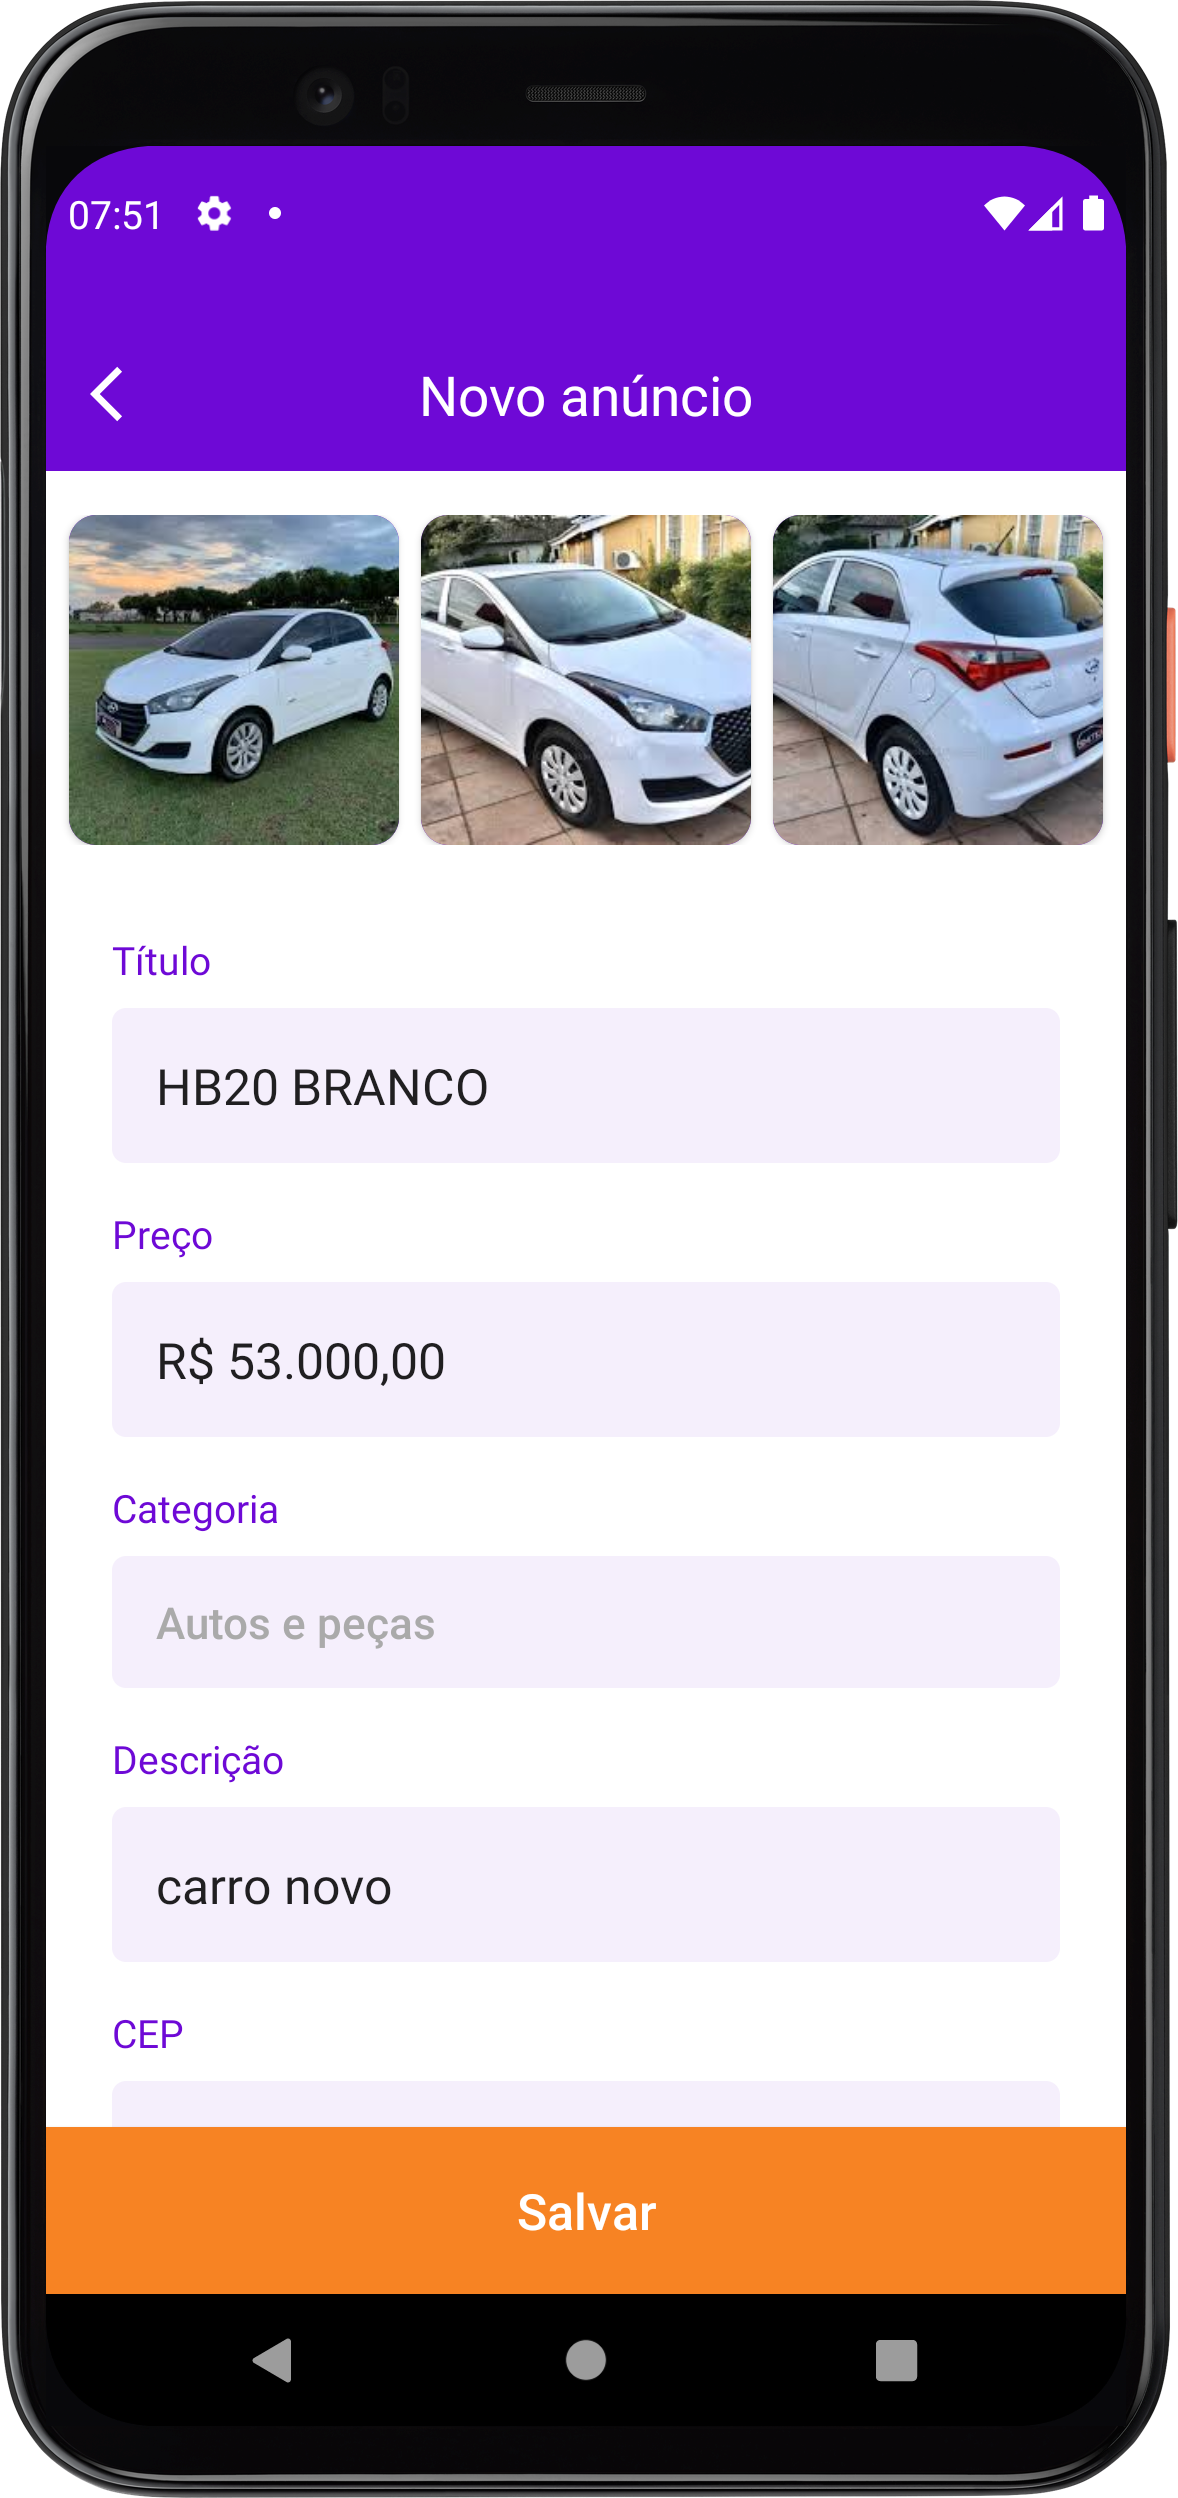 07:51
Novo anúncio
Título
HB20 BRANCO
Preço
R$ 53.000,00
Categoria
Autos e peças
Descrição
carro novo
CEP
Salvar